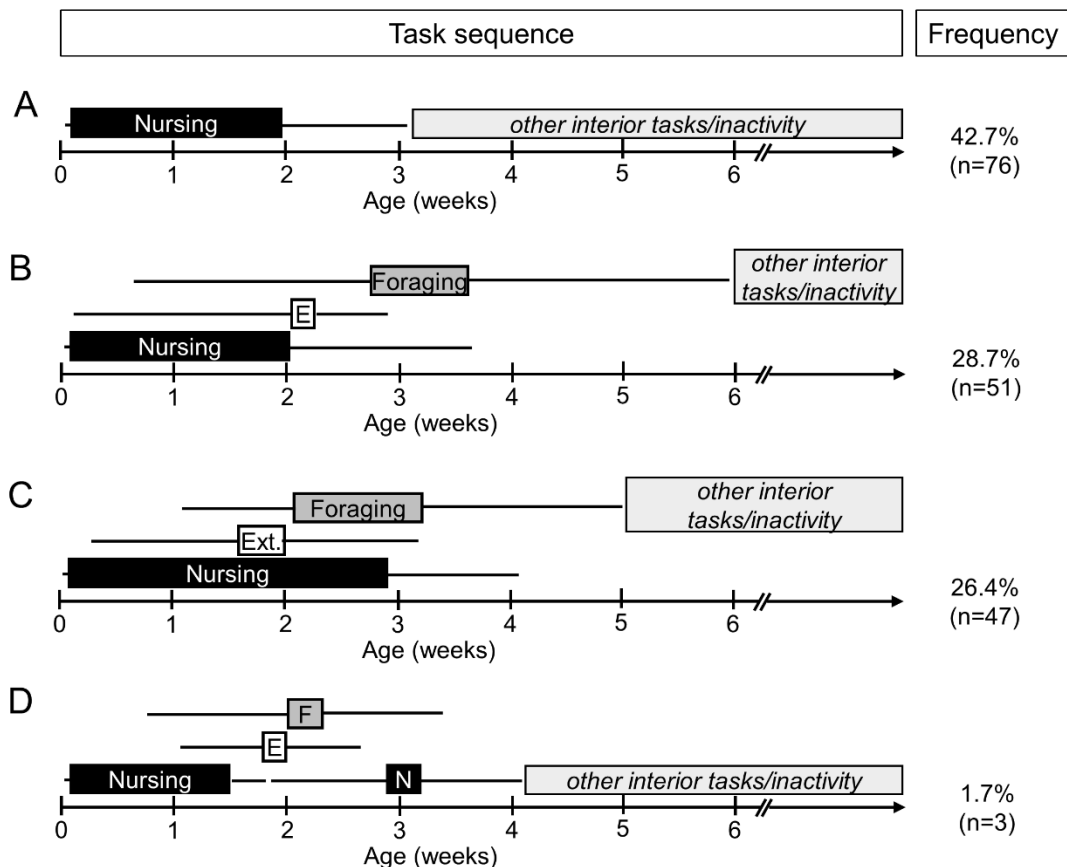 Task sequence
Frequency
A
Nursing
other interior tasks/inactivity
0 1 2 3 4 5 6
Age (weeks)
42.7%
(n=76)
B
other interior
tasks/inactivity
Foraging
E
Nursing
0 1 2 3 4 5 6
Age (weeks)
28.7%
(n=51)
C
other interior
tasks/inactivity
Foraging
Ext.
Nursing
0 1 2 3 4 5 6
Age (weeks)
26.4%
(n=47)
D
F
E
Nursing
N
other interior tasks/inactivity
0 1 2 3 4 5 6
Age (weeks)
1.7%
(n=3)